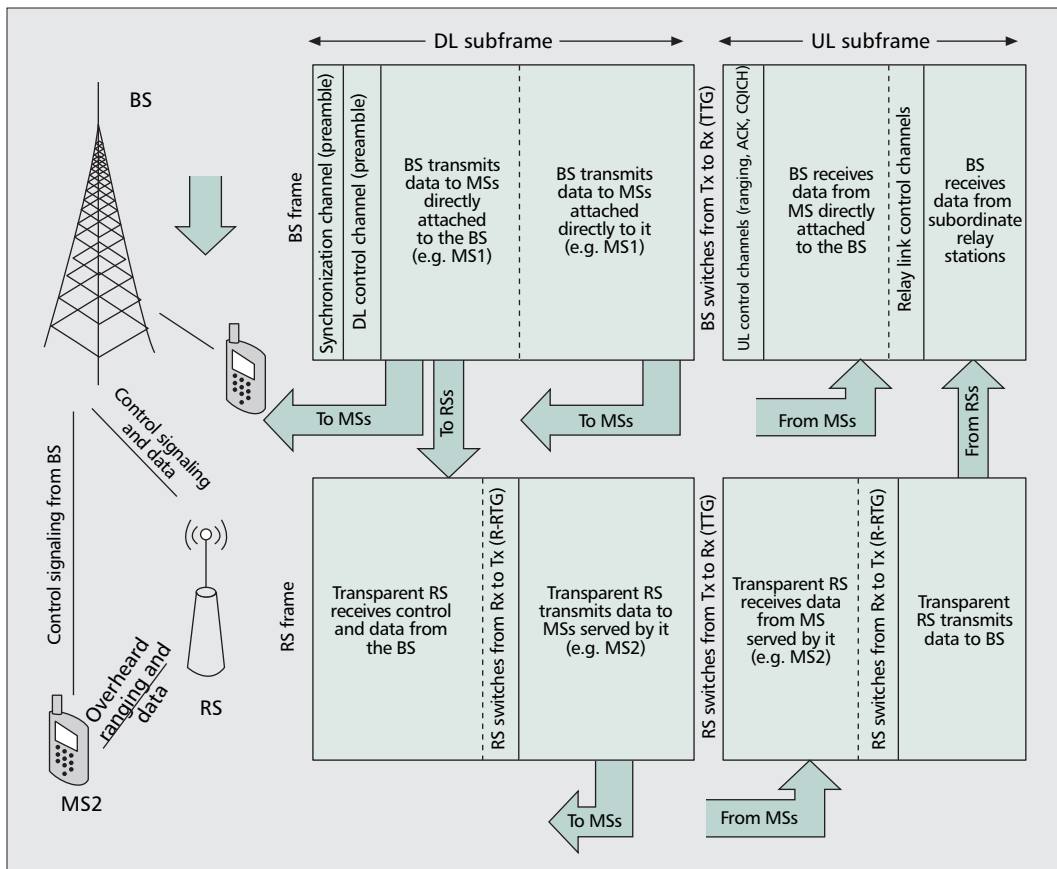 DL subframe
UL subframe
BS
BS frame
Synchronization channel (preamble)
DL control channel (preamble)
BS transmits
data to MSs
directly
attached
to the BS
(e.g. MS1)
BS transmits
data to MSs
attached
directly to it
(e.g. MS1)
BS switches from Tx to Rx (TTG)
UL control channels (ranging, ACK, CQICH)
BS receives
data from
MS directly
attached
to the BS
Relay link control channels
BS
receives
data from
subordinate
relay
stations
To MSs
To RSs
To MSs
From MSs
From RSs
Control signaling
and data
Control signaling from BS
Overheard
ranging and
data
RS
MS2
RS frame
Transparent RS
receives control
and data from
the BS
RS switches from Rx to Tx (R-RTG)
Transparent RS
transmits data to
MSs served by it
(e.g. MS2)
RS switches from Tx to Rx (TTG)
Transparent RS
receives data
from MS
served by it
(e.g. MS2)
RS switches from Rx to Tx (R-RTG)
Transparent
RS transmits
data to BS
To MSs
From MSs